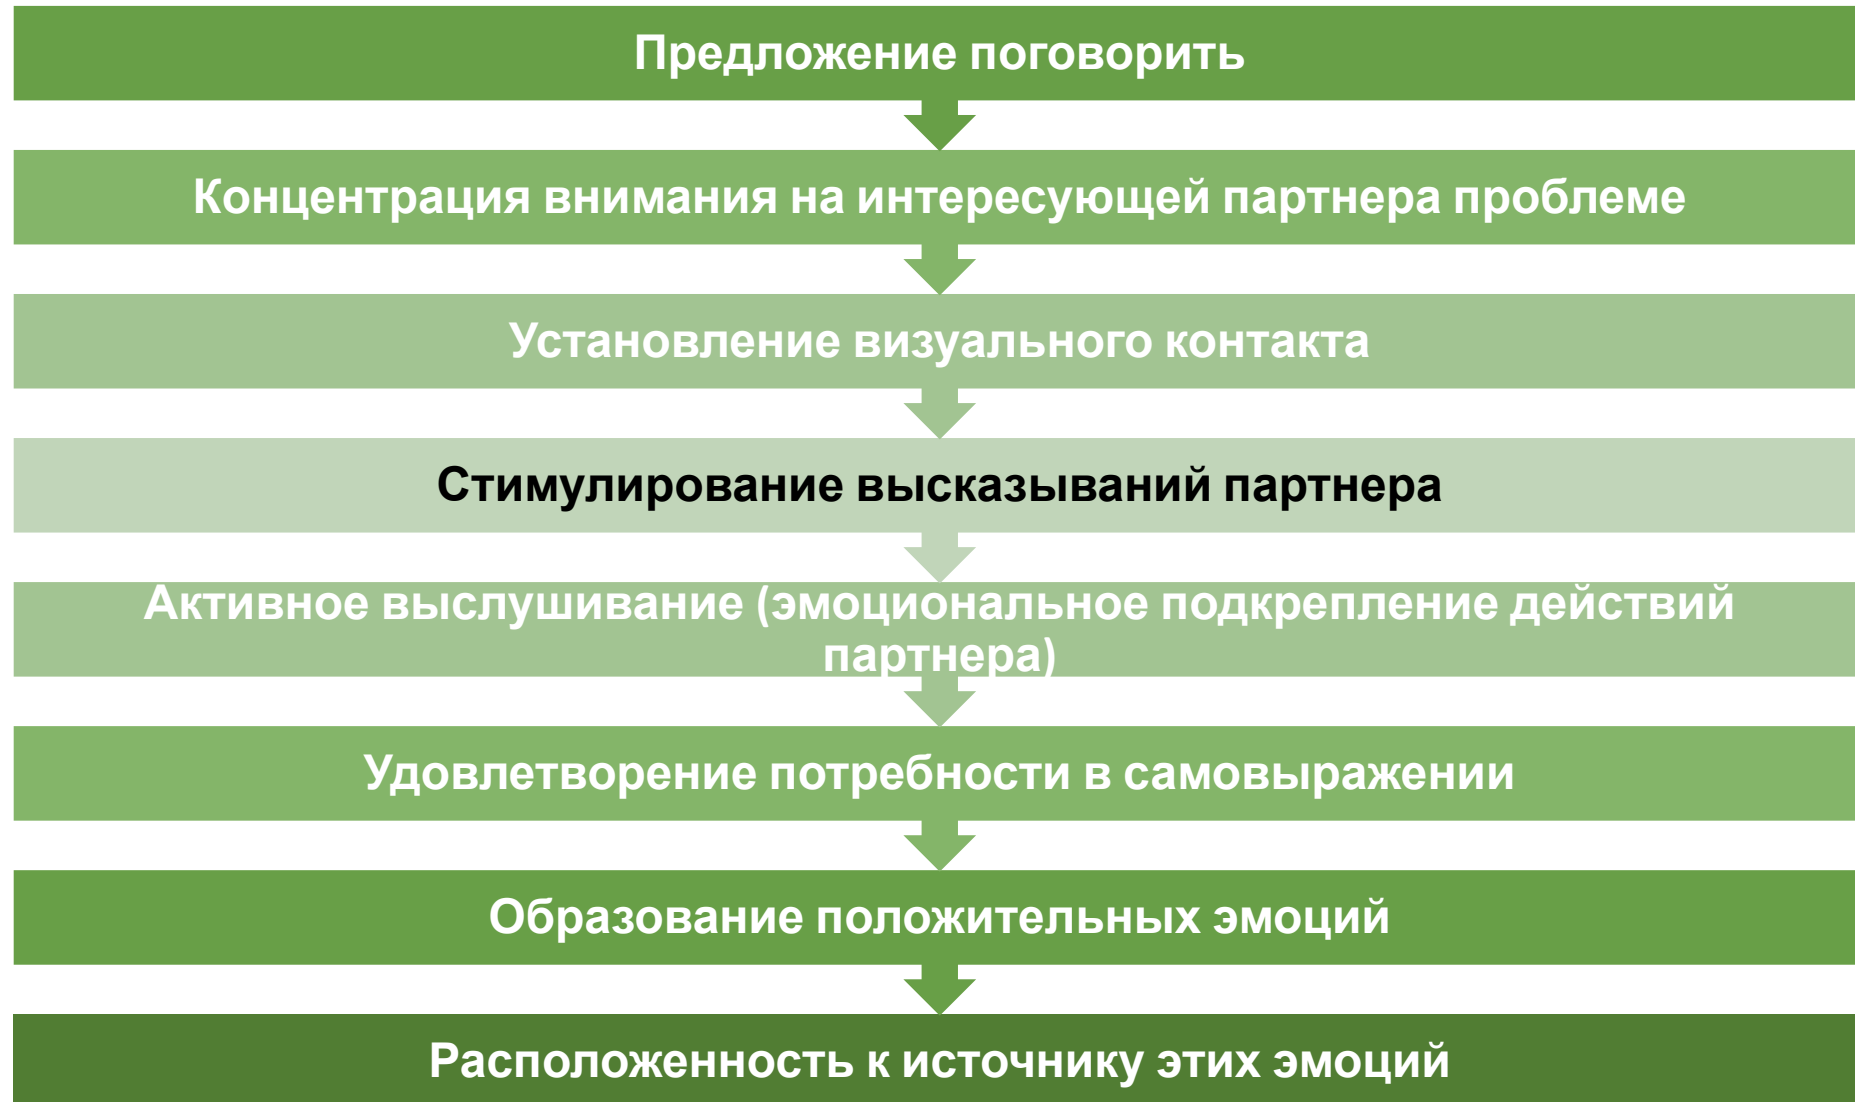 Предложение поговорить
Концентрация внимания на интересующей партнера проблеме
Установление визуального контакта
Стимулирование высказываний партнера
Активное выслушивание (эмоциональное подкрепление действий
партнера)
Удовлетворение потребности в самовыражении
Образование положительных эмоций
Расположенность к источнику этих эмоций